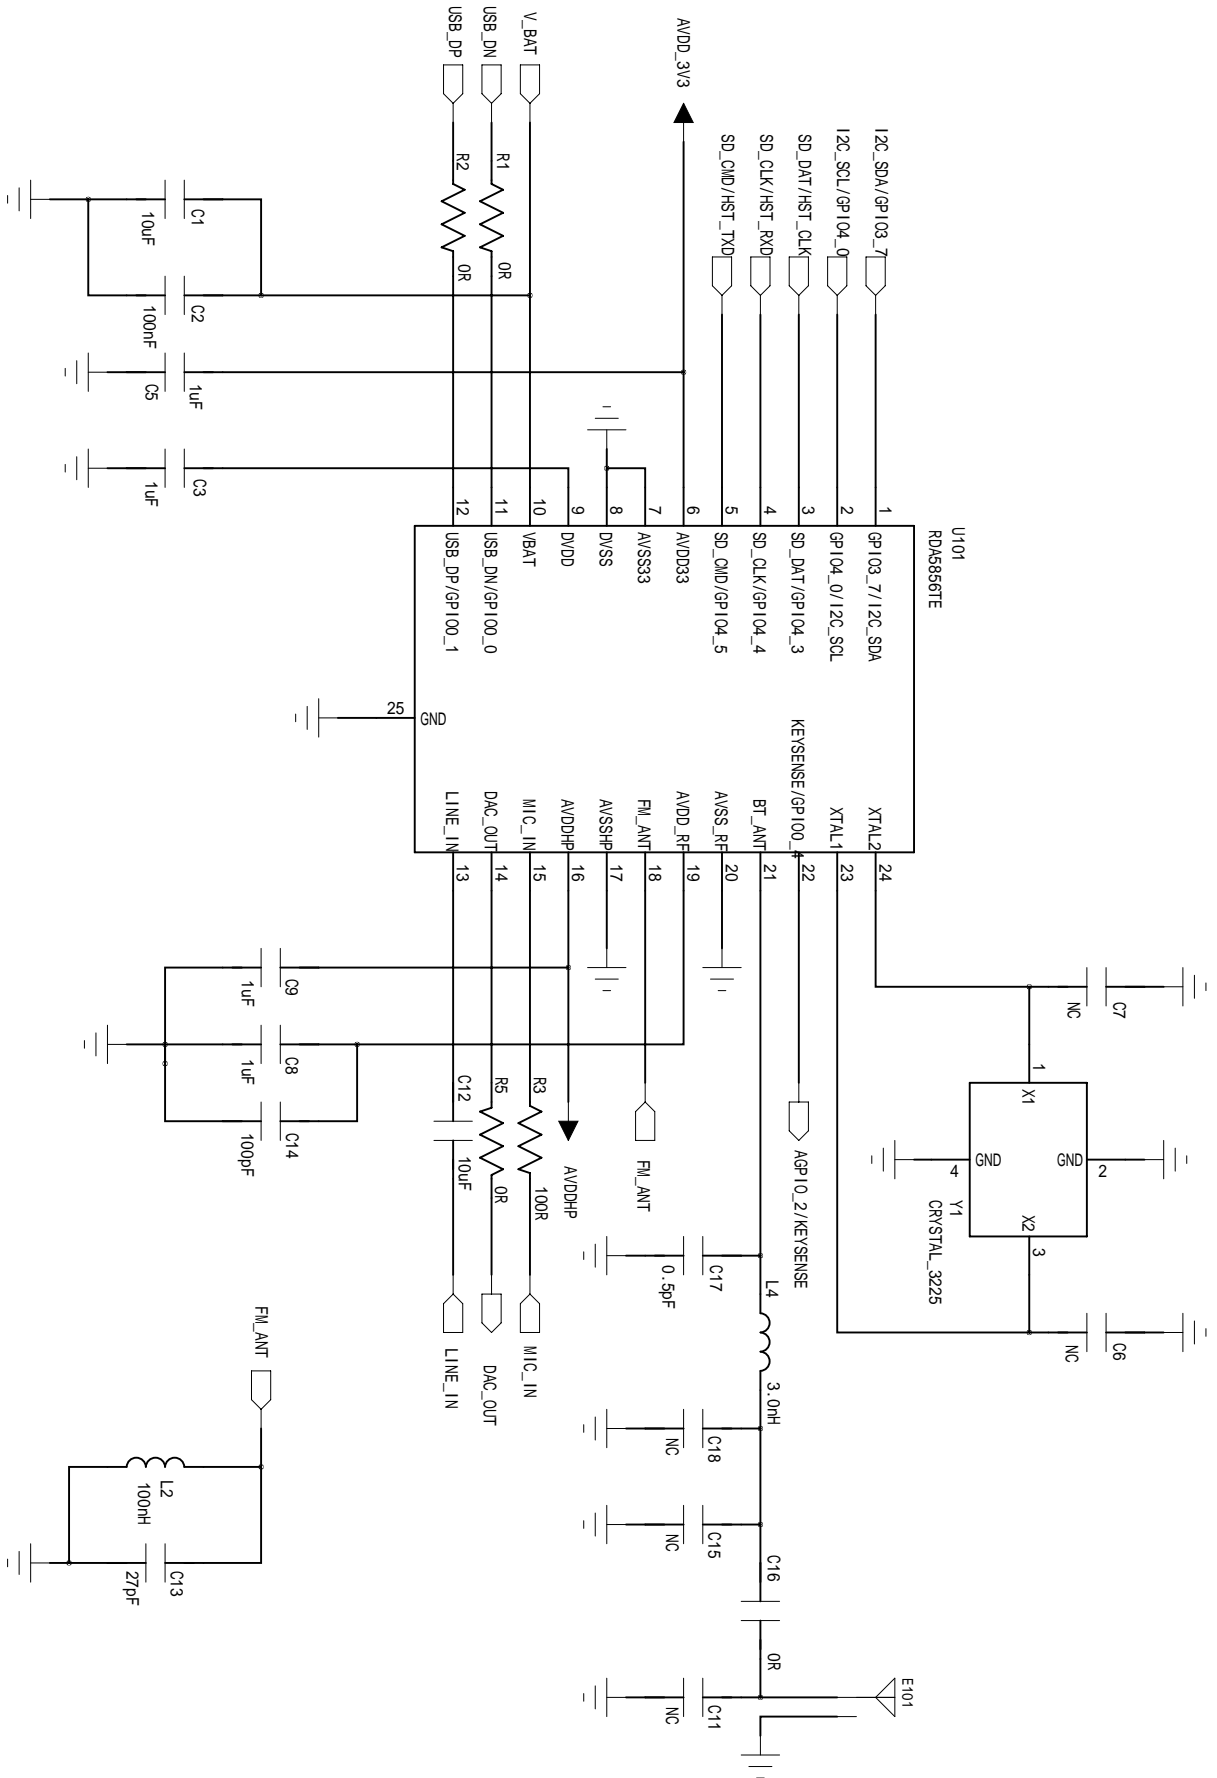 U101
RDA5856TE
I2C_SDA/GPIO3_7
I2C_SCL/GPIO4_0
SD_DAT/HST_CLK
SD_CLK/HST_RXD
SD_CMD/HST_TXD
AVDD_3V3
V_BAT
USB_DN
USB_DP
R1
0R
R2
0R
C1
10uF
C2
100nF
C5
1uF
C3
1uF
1
GPIO3_7/I2C_SDA
2
GPIO4_0/I2C_SCL
3
SD_DAT/GPIO4_3
4
SD_CLK/GPIO4_4
5
SD_CMD/GPIO4_5
6
AVDD33
7
AVSS33
8
DVSS
9
DVDD
10
VBAT
11
USB_DN/GPIO0_0
12
USB_DP/GPIO0_1
25
GND
XTAL2
24
XTAL1
23
KEYSENSE/GPIO0_4
22
BT_ANT
21
AVSS_RF
20
AVDD_RF
19
FM_ANT
18
AVSSHP
17
AVDDHP
16
MIC_IN
15
DAC_OUT
14
LINE_IN
13
C7
NC
1
X1
GND
2
GND
4
X2
3
Y1
CRYSTAL_3225
C6
NC
AGPIO_2/KEYSENSE
FM_ANT
AVDDHP
C9
1uF
C8
1uF
C14
100pF
R3
100R
MIC_IN
R5
0R
DAC_OUT
C12
10uF
LINE_IN
C17
0.5pF
L4
3.0nH
C18
NC
C15
NC
C16
0R
C11
NC
E101
FM_ANT
L2
100nH
C13
27pF